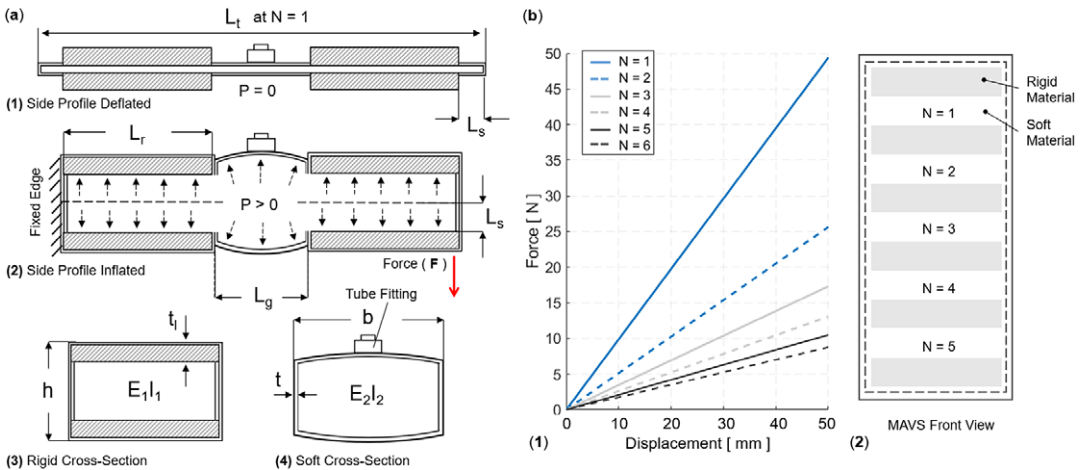 (a)
Lt at N = 1
P = 0
(1) Side Profile Deflated
Ls
Lr
Fixed Edge
P > 0
Ls
(2) Side Profile Inflated
Force ( F )
Lg
Tube Fitting
b
tl
h
E1I1
t
E2I2
(3) Rigid Cross-Section
(4) Soft Cross-Section
(b)
50
45
40
35
30
25
20
15
10
5
0
Force [ N ]
N = 1
N = 2
N = 3
N = 4
N = 5
N = 6
0 10 20 30 40 50
(1) Displacement [ mm ]
Rigid
Material
Soft
Material
N = 1
N = 2
N = 3
N = 4
N = 5
(2) MAVS Front View